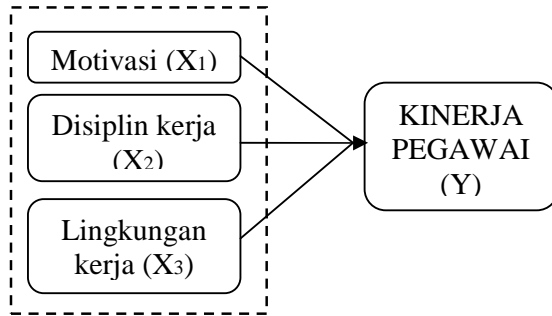 Motivasi (X1)
Disiplin kerja
(X2)
Lingkungan
kerja (X3)
KINERJA
PEGAWAI
(Y)